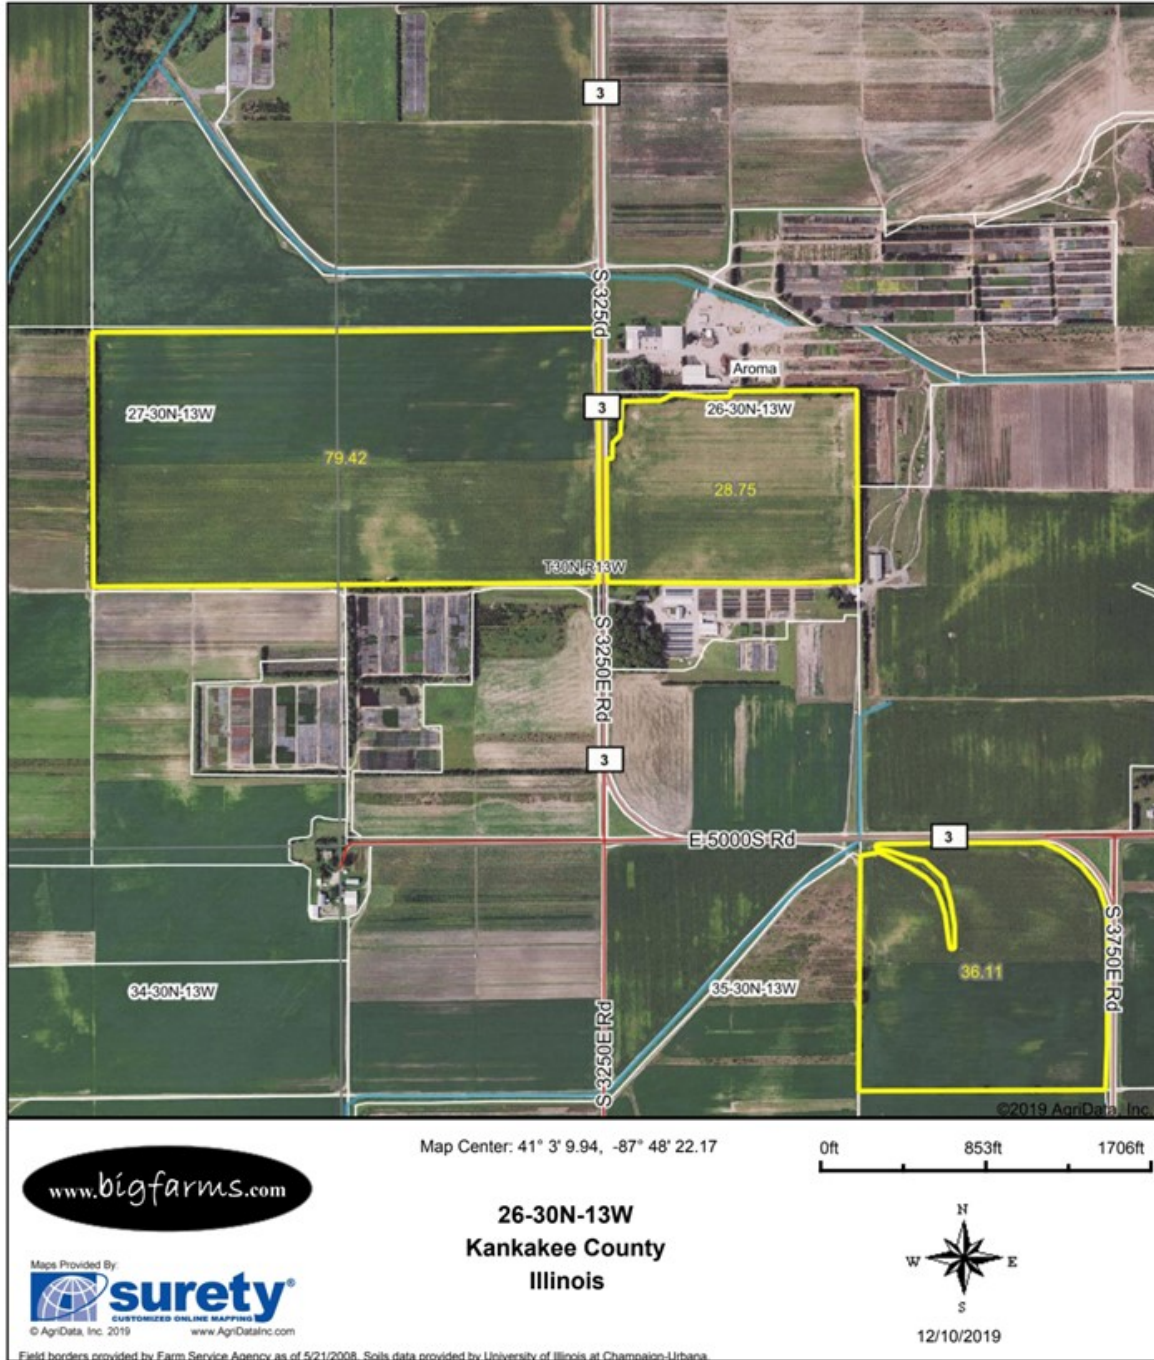 3
S 325(d
Aroma
27-30N-13W
3
26-30N-13W
79.42
28.75
T30N,R13W
S 3250E Rd
3
E 5000S Rd
3
S 3750E Rd
36.11
34-30N-13W
35-30N-13W
S 3250E Rd
©2019 AgriData, Inc.
Map Center: 41° 3' 9.94, -87° 48' 22.17
0ft 853ft 1706ft
www.bigfarms.com
26-30N-13W
Kankakee County
Illinois
N
W E
S
Maps Provided By:
surety®
CUSTOMIZED ONLINE MAPPING
© AgriData, Inc. 2019 www.AgriDataInc.com
12/10/2019
Field borders provided by Farm Service Agency as of 5/21/2008. Soils data provided by University of Illinois at Champaign-Urbana.